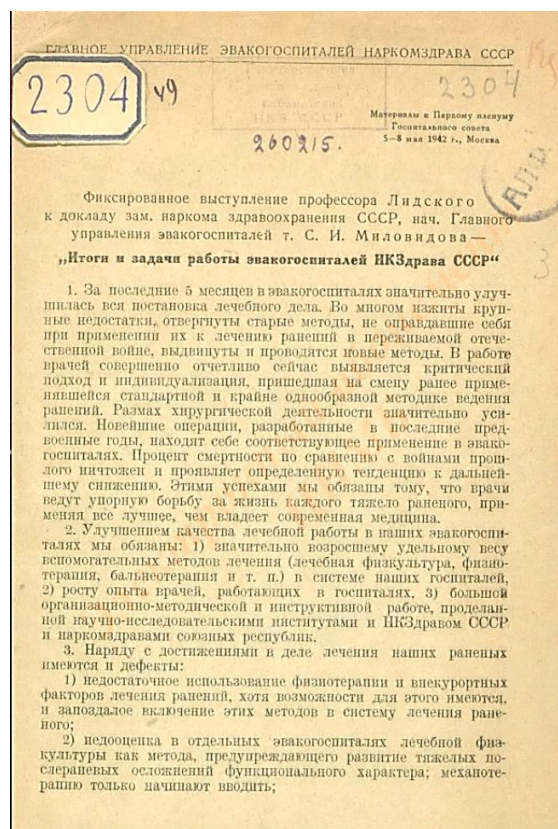 ГЛАВНОЕ УПРАВЛЕНИЕ ЭВАКОГОСПИТАЛЕЙ НАРКОМЗДРАВА СССР
2304
49
2304
НКЗ СССР
260215.
Материалы к Первому пленуму
Госпитального совета
5—8 мая 1942 г., Москва
Фиксированное выступление профессора Лидского
к докладу зам. наркома здравоохранения СССР, нач. Главного
управления эвакогоспиталей т. С. И. Миловидова —
„Итоги и задачи работы эвакогоспиталей НКЗдрава СССР“
1. За последние 5 месяцев в эвакогоспиталях значительно улуч-
шилась вся постановка лечебного дела. Во многом изжиты круп-
ные недостатки, отвергнуты старые методы, не оправдавшие себя
при применении их к лечению ранений в переживаемой отече-
ственной войне, выдвинуты и проводятся новые методы. В работе
врачей совершенно отчетливо сейчас выявляется критический
подход и индивидуализация, пришедшая на смену ранее приме-
нявшейся стандартной и крайне однообразной методике ведения
ранений. Размах хирургической деятельности значительно уси-
лился. Новейшие операции, разработанные в последние пред-
военные годы, находят себе соответствующее применение в эвако-
госпиталях. Процент смертности по сравнению с войнами прош-
лого ничтожен и проявляет определенную тенденцию к дальней-
шему снижению. Этими успехами мы обязаны тому, что врачи
ведут упорную борьбу за жизнь каждого тяжело раненого, при-
меняя все лучшее, чем владеет современная медицина.
2. Улучшением качества лечебной работы в наших эвакогоспи-
талях мы обязаны: 1) значительно возросшему удельному весу
вспомогательных методов лечения (лечебная физкультура, физио-
терапия, бальнеотерапия и т. п.) в системе наших госпиталей,
2) росту опыта врачей, работающих в госпиталях, 3) большой
организационно-методической и инструктивной работе, проделан-
ной научно-исследовательскими институтами и НКЗдравом СССР
и наркомздравами союзных республик.
3. Наряду с достижениями в деле лечения наших раненых
имеются и дефекты:
1) недостаточное использование физиотерапии и внекурортных
факторов лечения ранений, хотя возможности для этого имеются,
и запоздалое включение этих методов в систему лечения ране-
ного;
2) недооценка в отдельных эвакогоспиталях лечебной физ-
культуры как метода, предупреждающего развитие тяжелых по-
слераневых осложнений функционального характера; механоте-
рапию только начинают вводить;